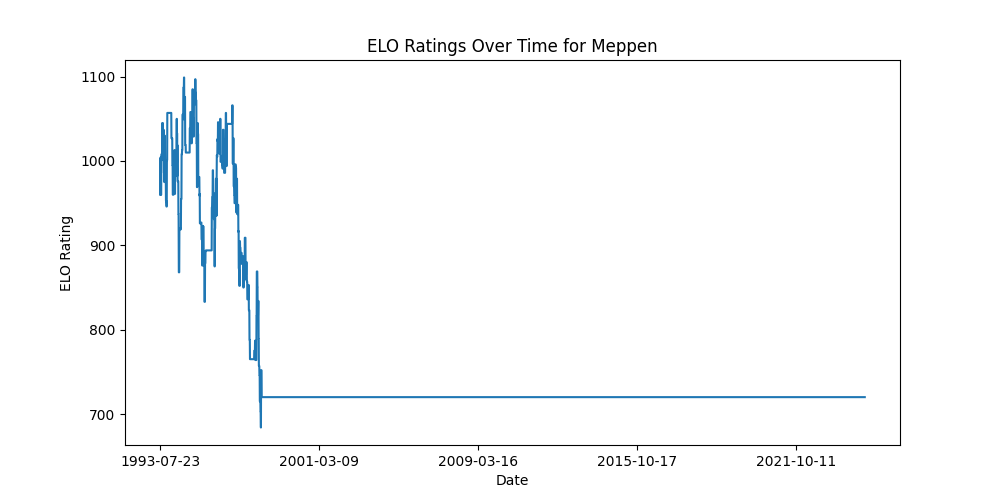 ELO Ratings Over Time for Meppen
ELO Rating
1100
1000
900
800
700
1993-07-23 2001-03-09 2009-03-16 2015-10-17 2021-10-11
Date